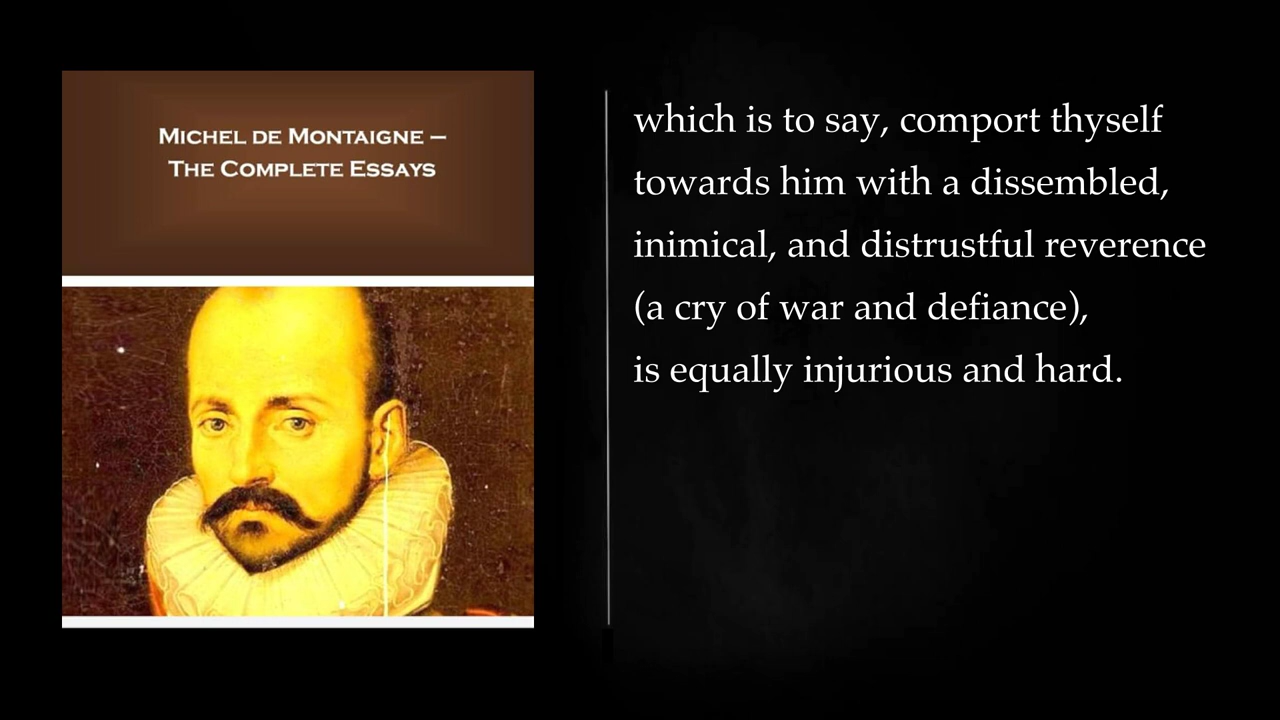 MICHEL DE MONTAIGNE –
THE COMPLETE ESSAYS
which is to say, comport thyself
towards him with a dissembled,
inimical, and distrustful reverence
(a cry of war and defiance),
is equally injurious and hard.